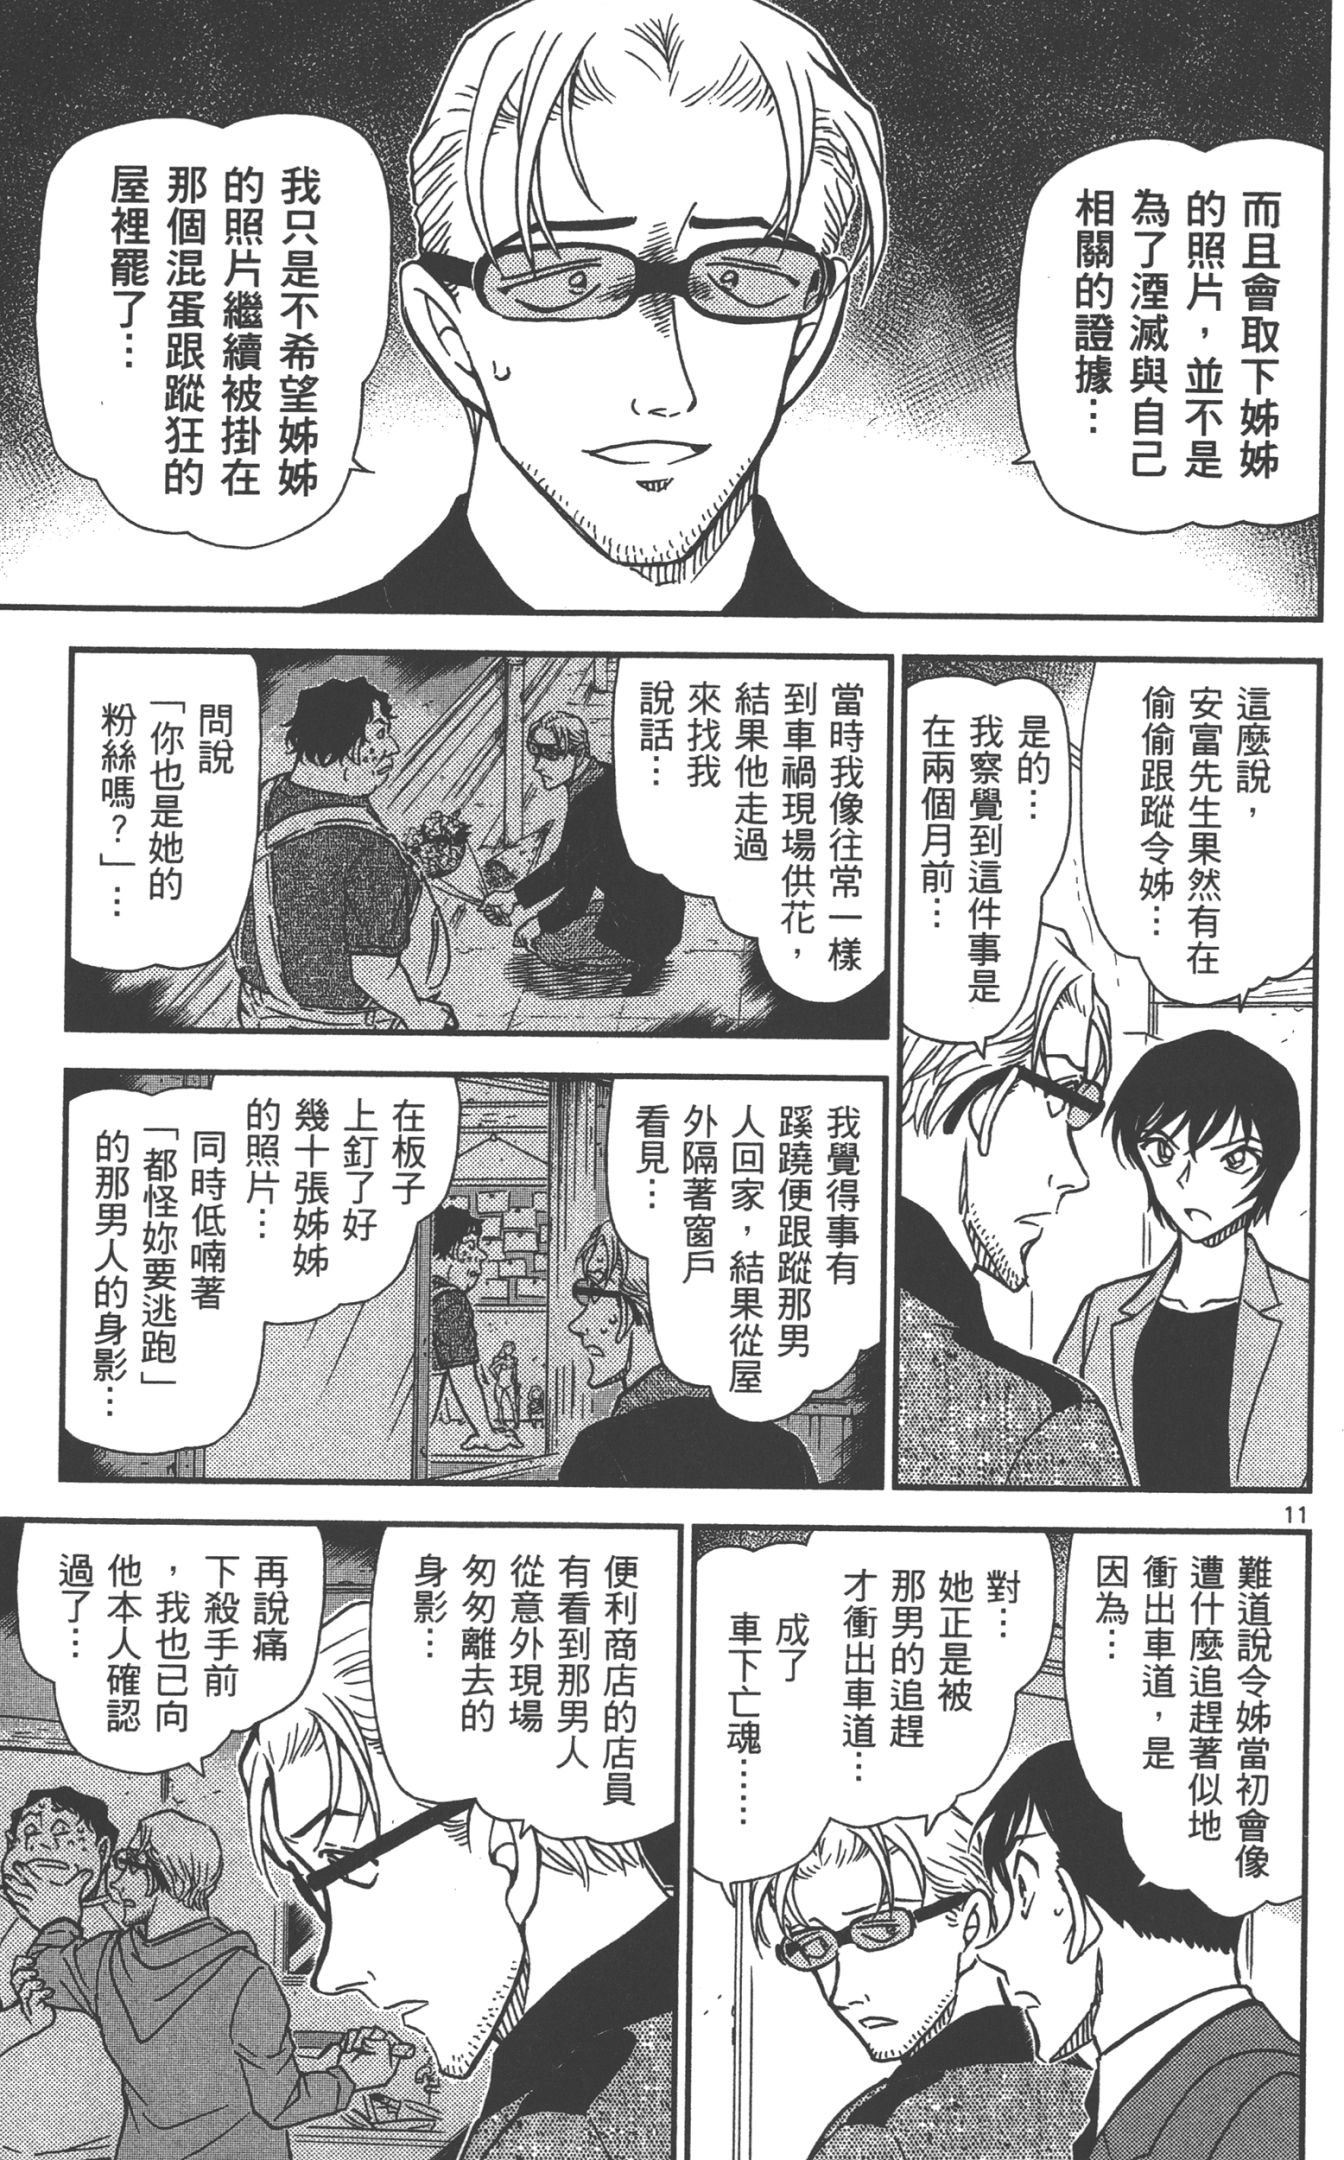 而且會取下姊姊
的照片，並不是
為了湮滅與自己
相關的證據…
我只是不希望姊姊
的照片繼續被掛在
那個混蛋跟蹤狂的
屋裡罷了…
這麼說，
安富先生果然有在
偷偷跟蹤令姊…
是的…
我察覺到這件事是
在兩個月前…
當時我像往常一樣
到車禍現場供花，
結果他走過
來找我
說話…
問說
「你也是她的
粉絲嗎？」…
我覺得事有
蹊蹺便跟蹤那男
人回家，結果從屋
外隔著窗戶
看見…
在板子
上釘了好
幾十張姊姊
的照片…
同時低喃著
「都怪妳要逃跑」
的那男人的身影…
11
難道說令姊當初會像
遭什麼追趕著似地
衝出車道，是
因為…
對…
她正是被
那男的追趕
才衝出車道…
成了
車下亡魂……
便利商店的店員
有看到那男人
從意外現場
匆匆離去的
身影…
再說痛
下殺手前
，我也已向
他本人確認
過了…